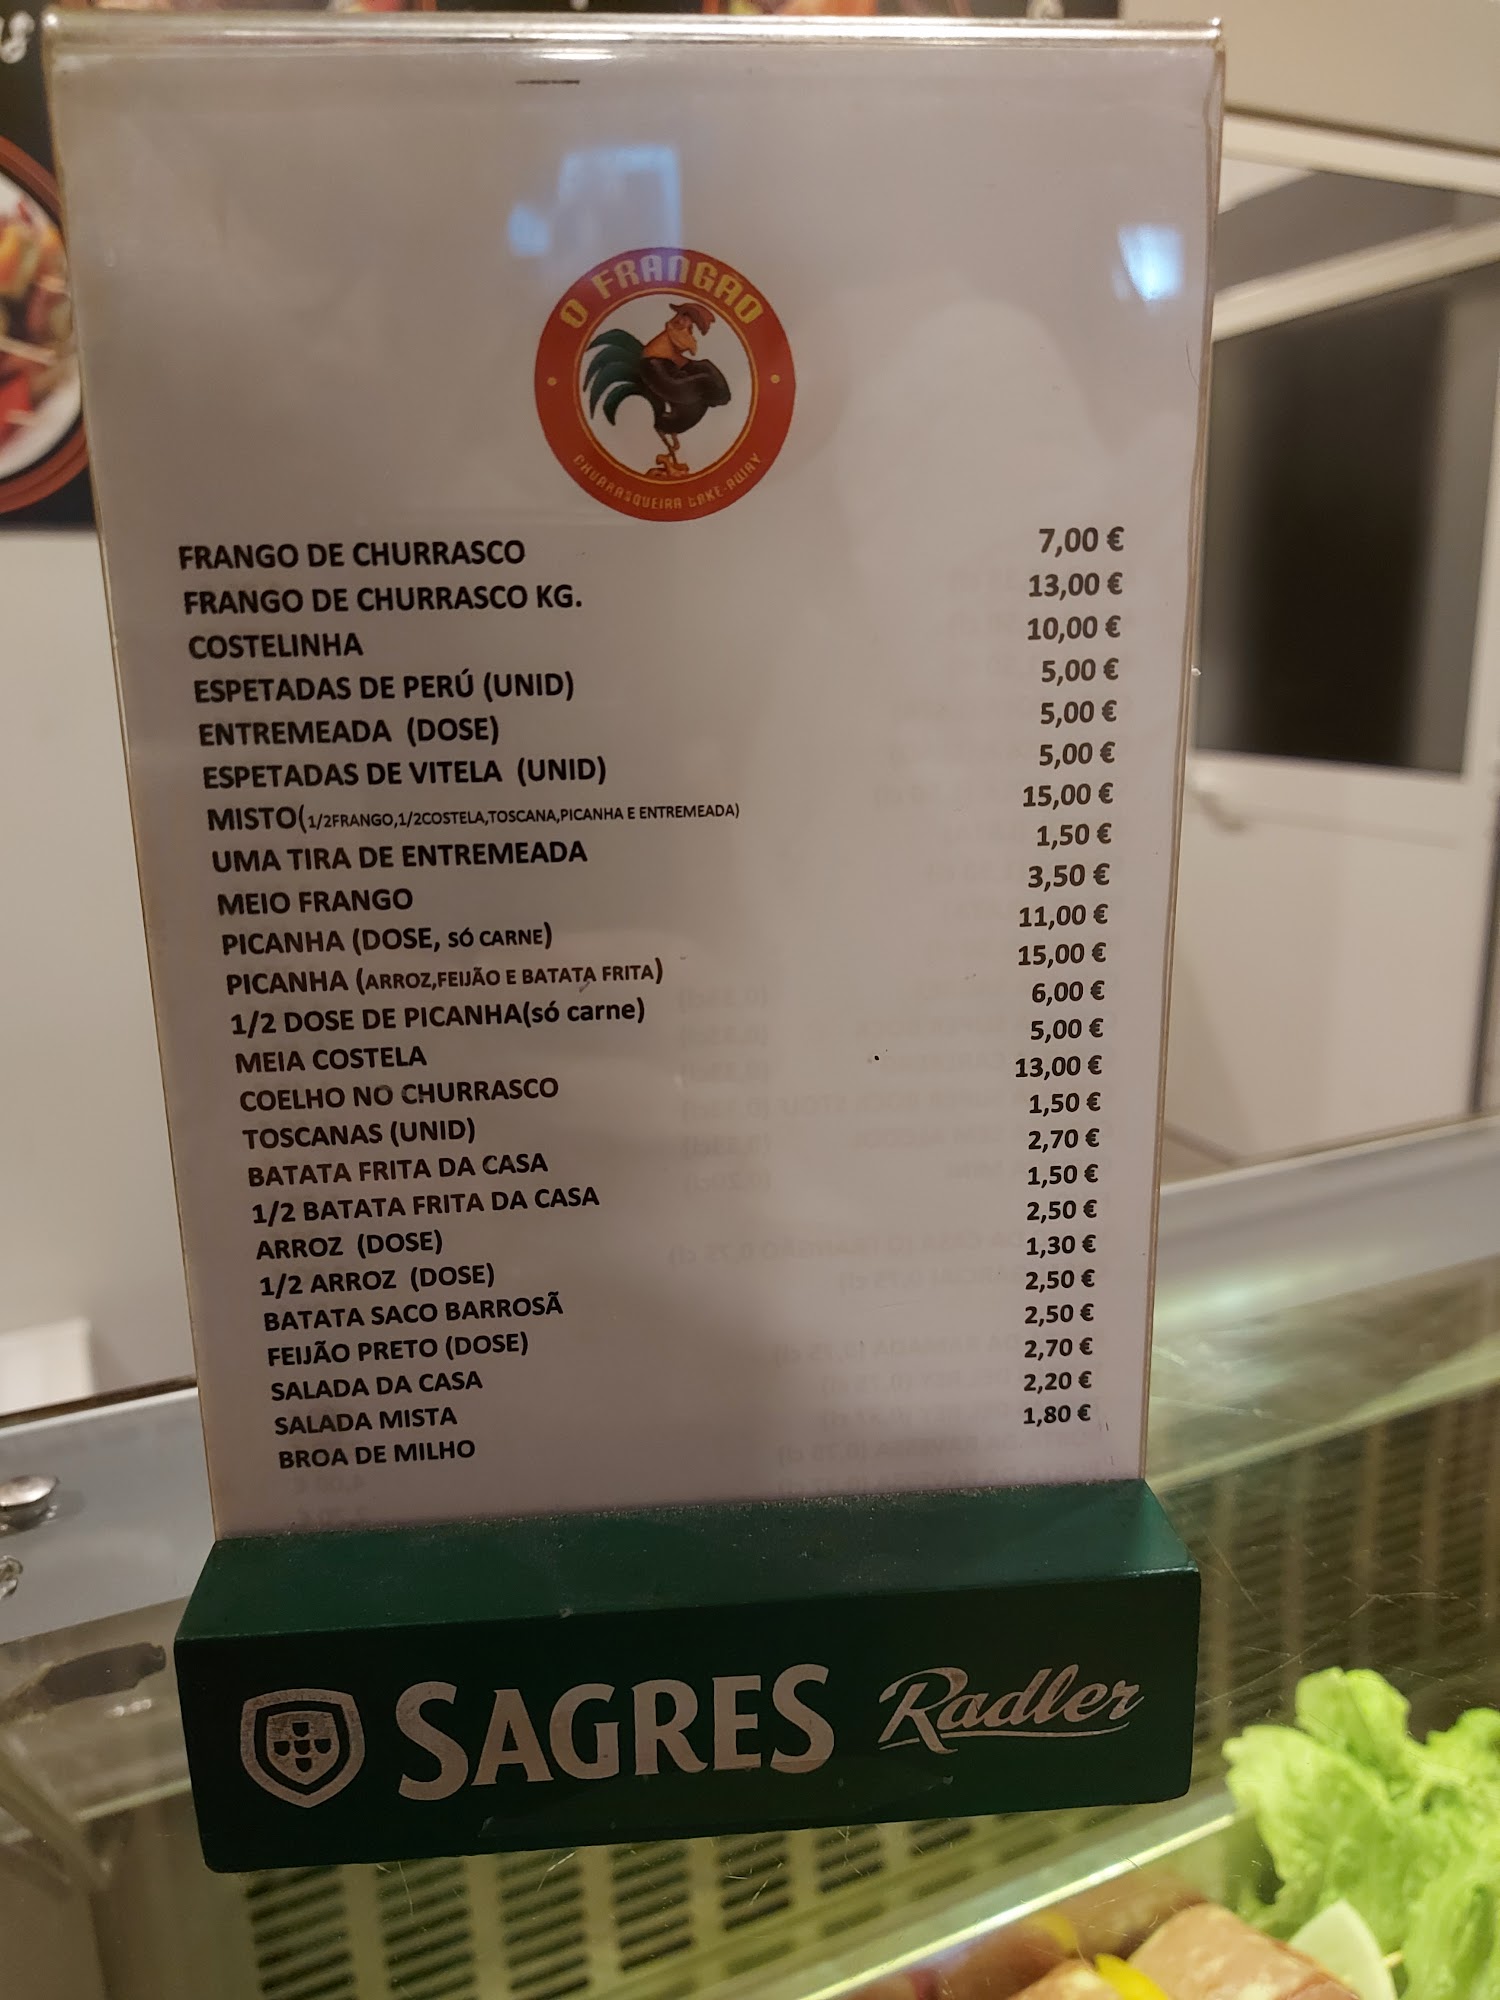 O FRANGAO
CHURRASQUEIRA TAKE-AWAY
FRANGO DE CHURRASCO 7,00 €
FRANGO DE CHURRASCO KG. 13,00 €
COSTELINHA 10,00 €
ESPETADAS DE PERÚ (UNID) 5,00 €
ENTREMEADA (DOSE) 5,00 €
ESPETADAS DE VITELA (UNID) 5,00 €
MISTO(1/2FRANGO,1/2COSTELA,TOSCANA,PICANHA E ENTREMEADA) 15,00 €
UMA TIRA DE ENTREMEADA 1,50 €
MEIO FRANGO 3,50 €
PICANHA (DOSE, SÓ CARNE) 11,00 €
PICANHA (ARROZ,FEIJÃO E BATATA FRITA) 15,00 €
1/2 DOSE DE PICANHA(só carne) 6,00 €
MEIA COSTELA 5,00 €
COELHO NO CHURRASCO 13,00 €
TOSCANAS (UNID) 1,50 €
BATATA FRITA DA CASA 2,70 €
1/2 BATATA FRITA DA CASA 1,50 €
ARROZ (DOSE) 2,50 €
1/2 ARROZ (DOSE) 1,30 €
BATATA SACO BARROSÃ 2,50 €
FEIJÃO PRETO (DOSE) 2,50 €
SALADA DA CASA 2,70 €
SALADA MISTA 2,20 €
BROA DE MILHO 1,80 €
SAGRES Radler